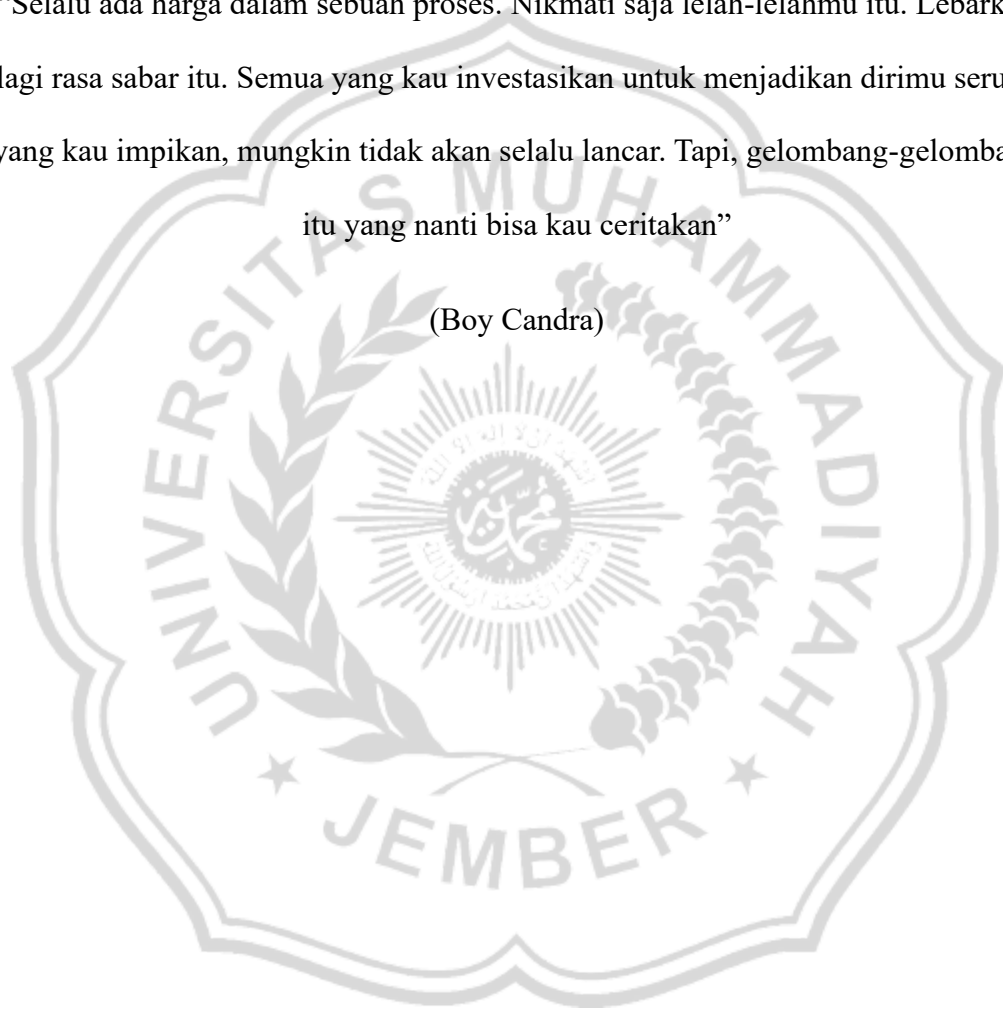 “Selalu ada harga dalam sebuah proses. Nikmati saja lelah-lelahmu itu.
lagi rasa sabar itu. Semua yang kau investasikan untuk menjadikan dirimu
yang kau impikan, mungkin tidak akan selalu lancar. Tapi,
itu yang nanti bisa kau ceritakan”
(Boy Candra)
UNIVERSITAS MUHAMMADIYAH
JEMBER